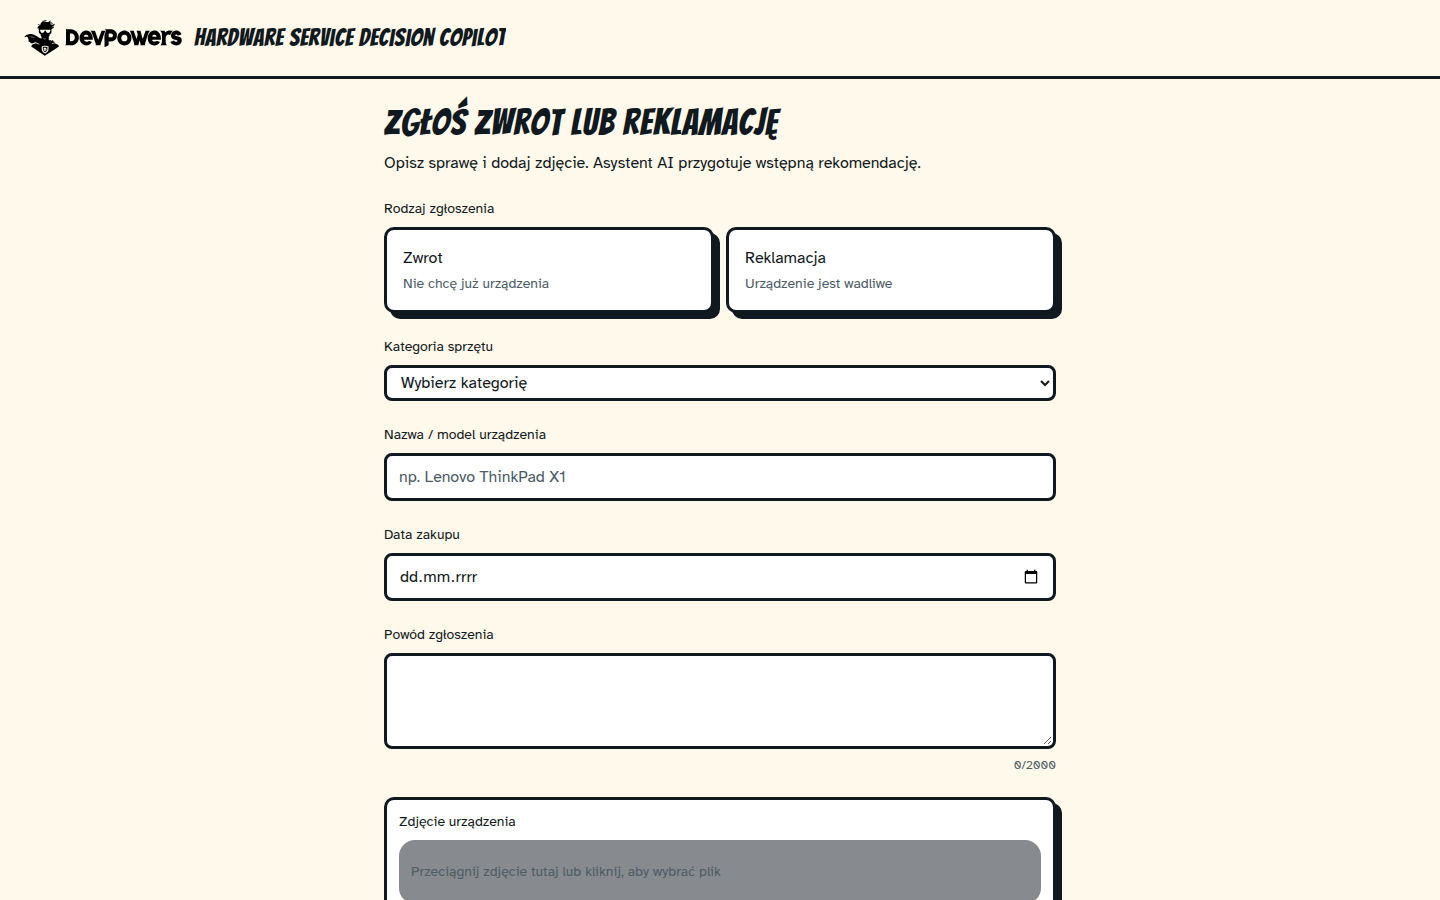 DevPowers HARDWARE SERVICE DECISION COPILOT
ZGŁOŚ ZWROT LUB REKLAMACJĘ
Opisz sprawę i dodaj zdjęcie. Asystent AI przygotuje wstępną rekomendację.
Rodzaj zgłoszenia
Zwrot
Nie chcę już urządzenia
Reklamacja
Urządzenie jest wadliwe
Kategoria sprzętu
Wybierz kategorię
Nazwa / model urządzenia
np. Lenovo ThinkPad X1
Data zakupu
dd.mm.rrrr
Powód zgłoszenia
0/2000
Zdjęcie urządzenia
Przeciągnij zdjęcie tutaj lub kliknij, aby wybrać plik